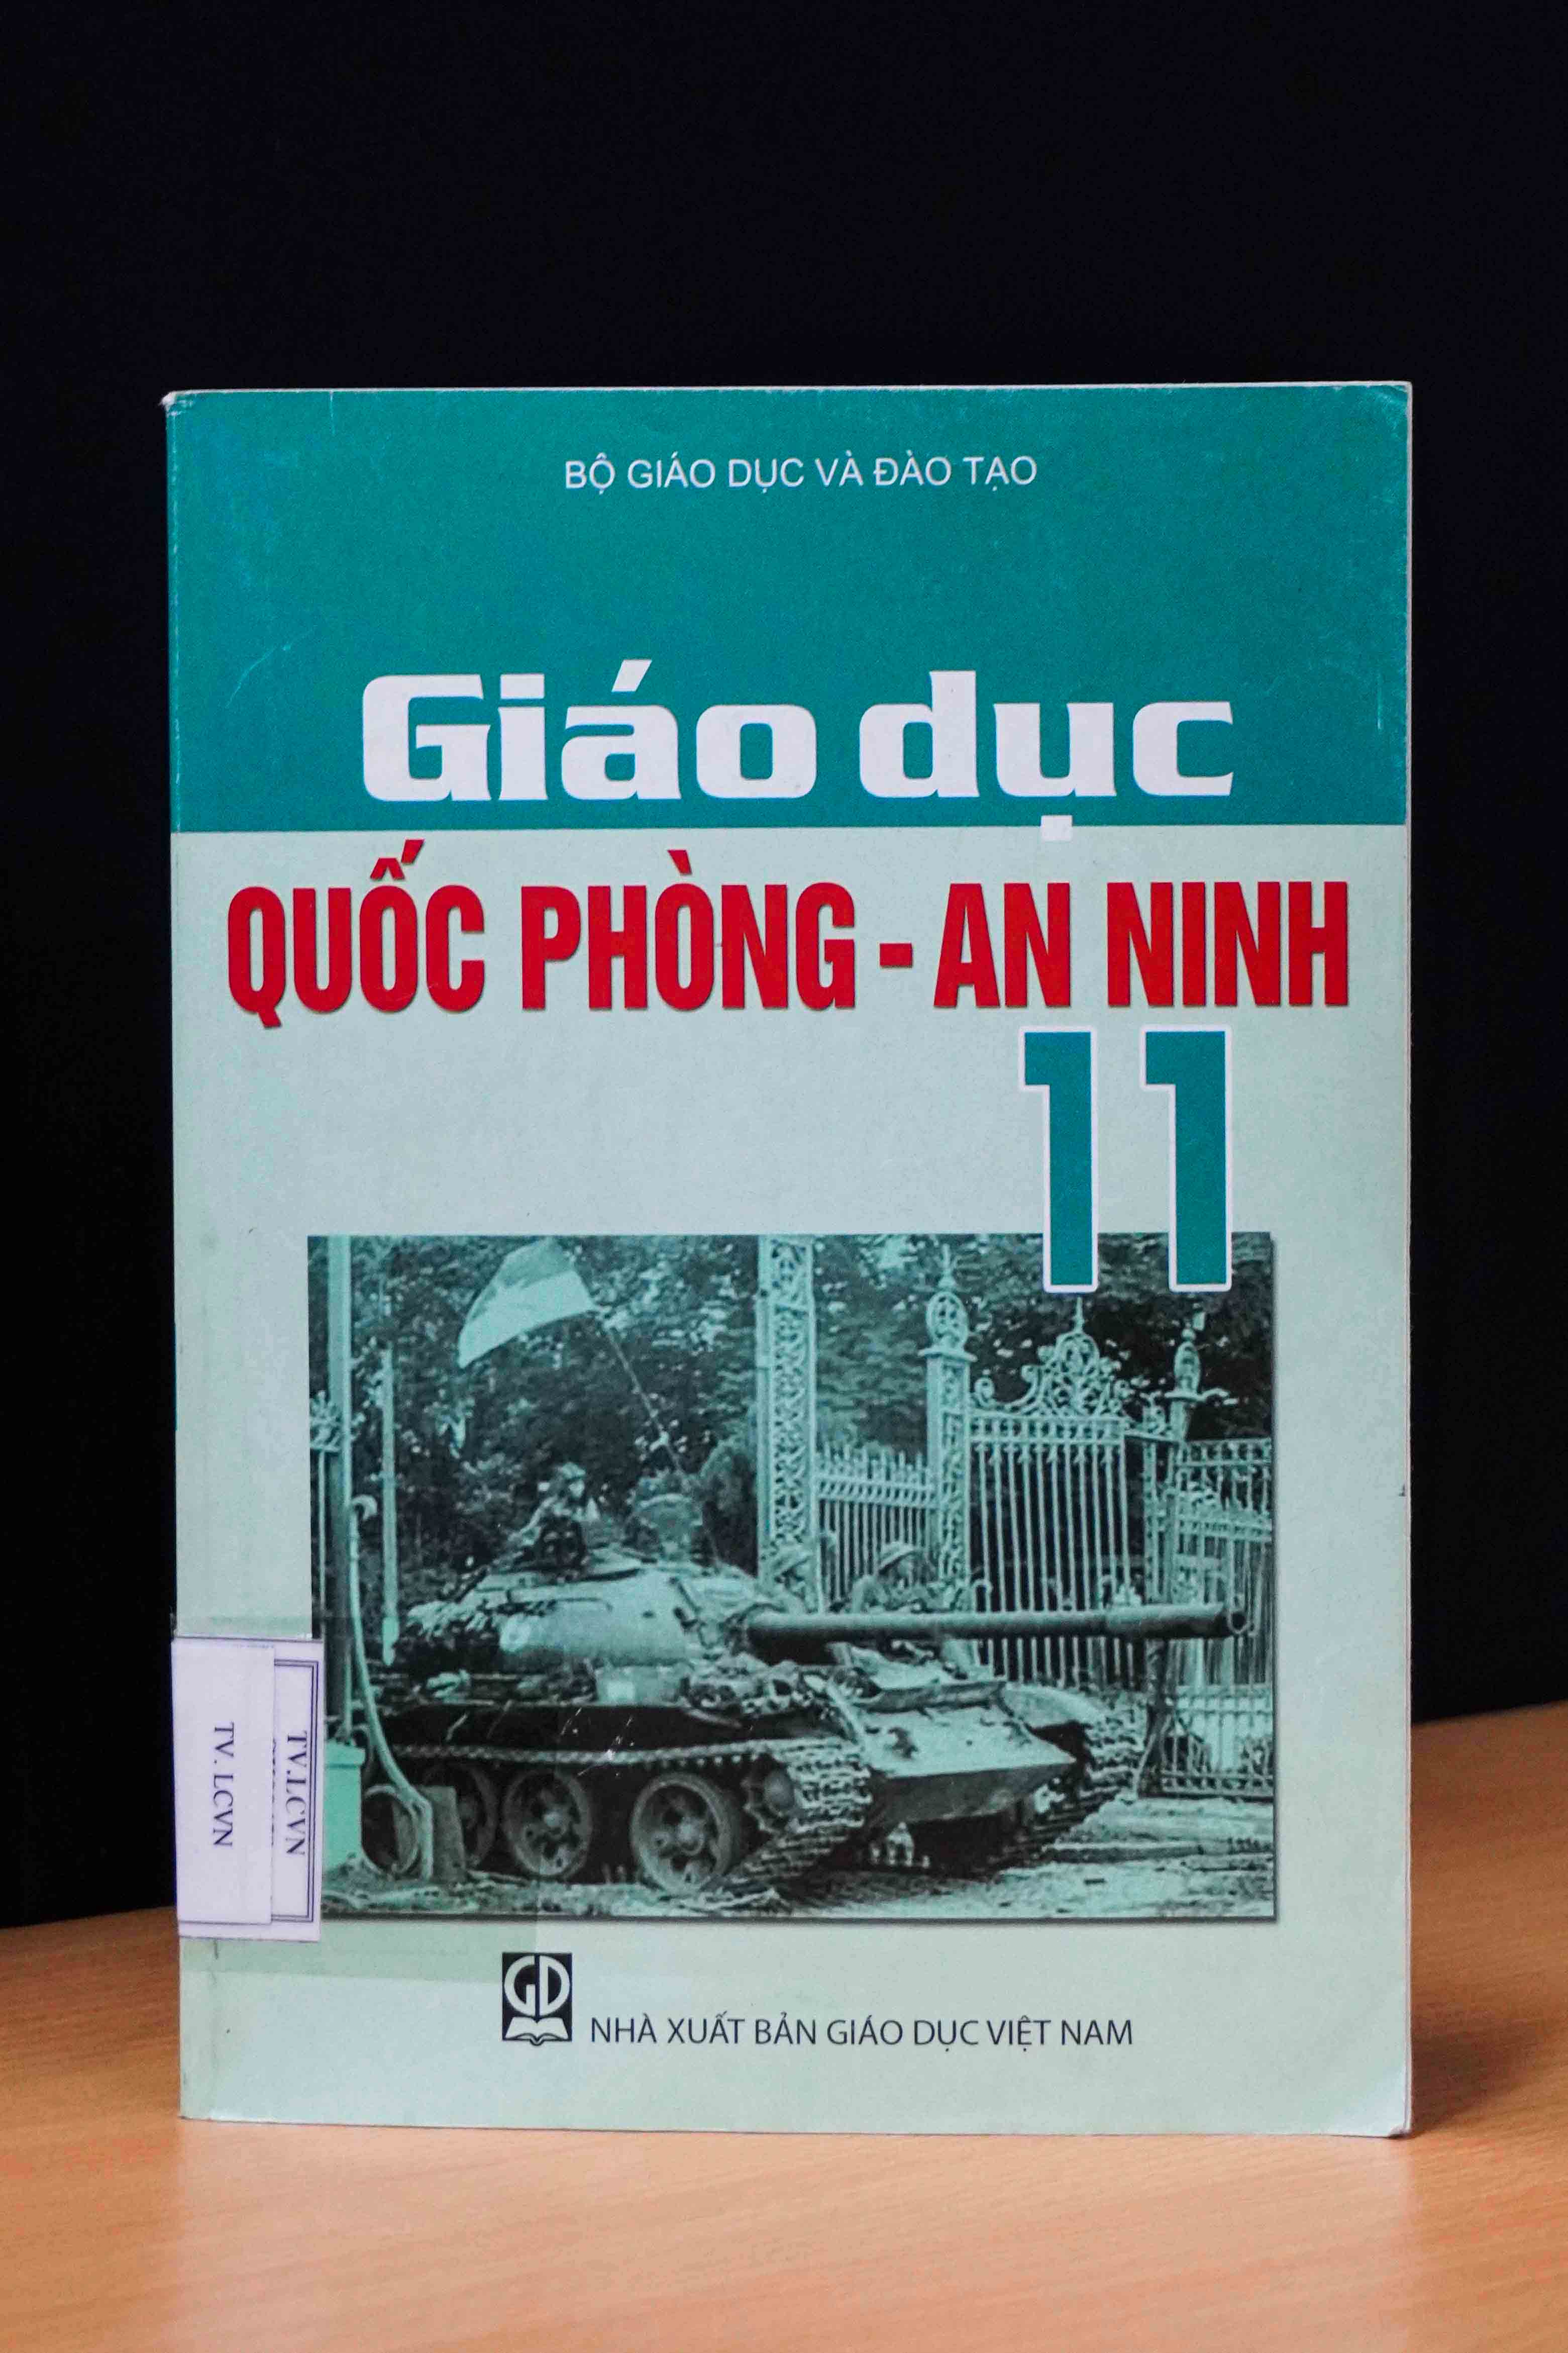 BỘ GIÁO DỤC VÀ ĐÀO TẠO
Giáo dục
QUỐC PHÒNG - AN NINH
11
TV. LCVN
TV.LCVN
GD
NHÀ XUẤT BẢN GIÁO DỤC VIỆT NAM